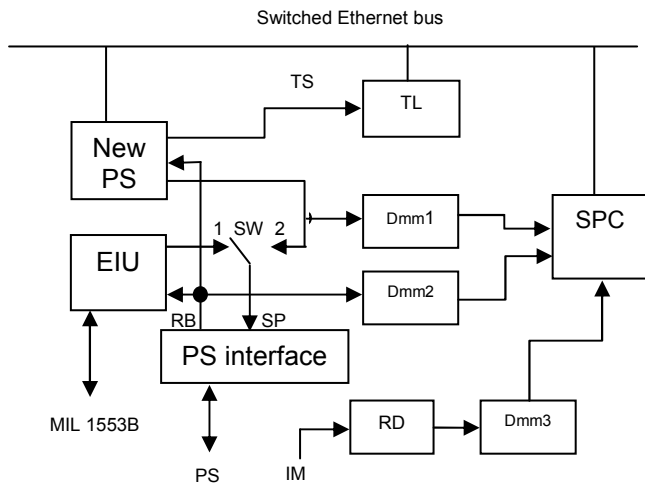 Switched Ethernet bus
TS
TL
New
PS
1 SW 2
Dmm1
SPC
EIU
Dmm2
RB
SP
PS interface
MIL 1553B
PS
IM
RD
Dmm3